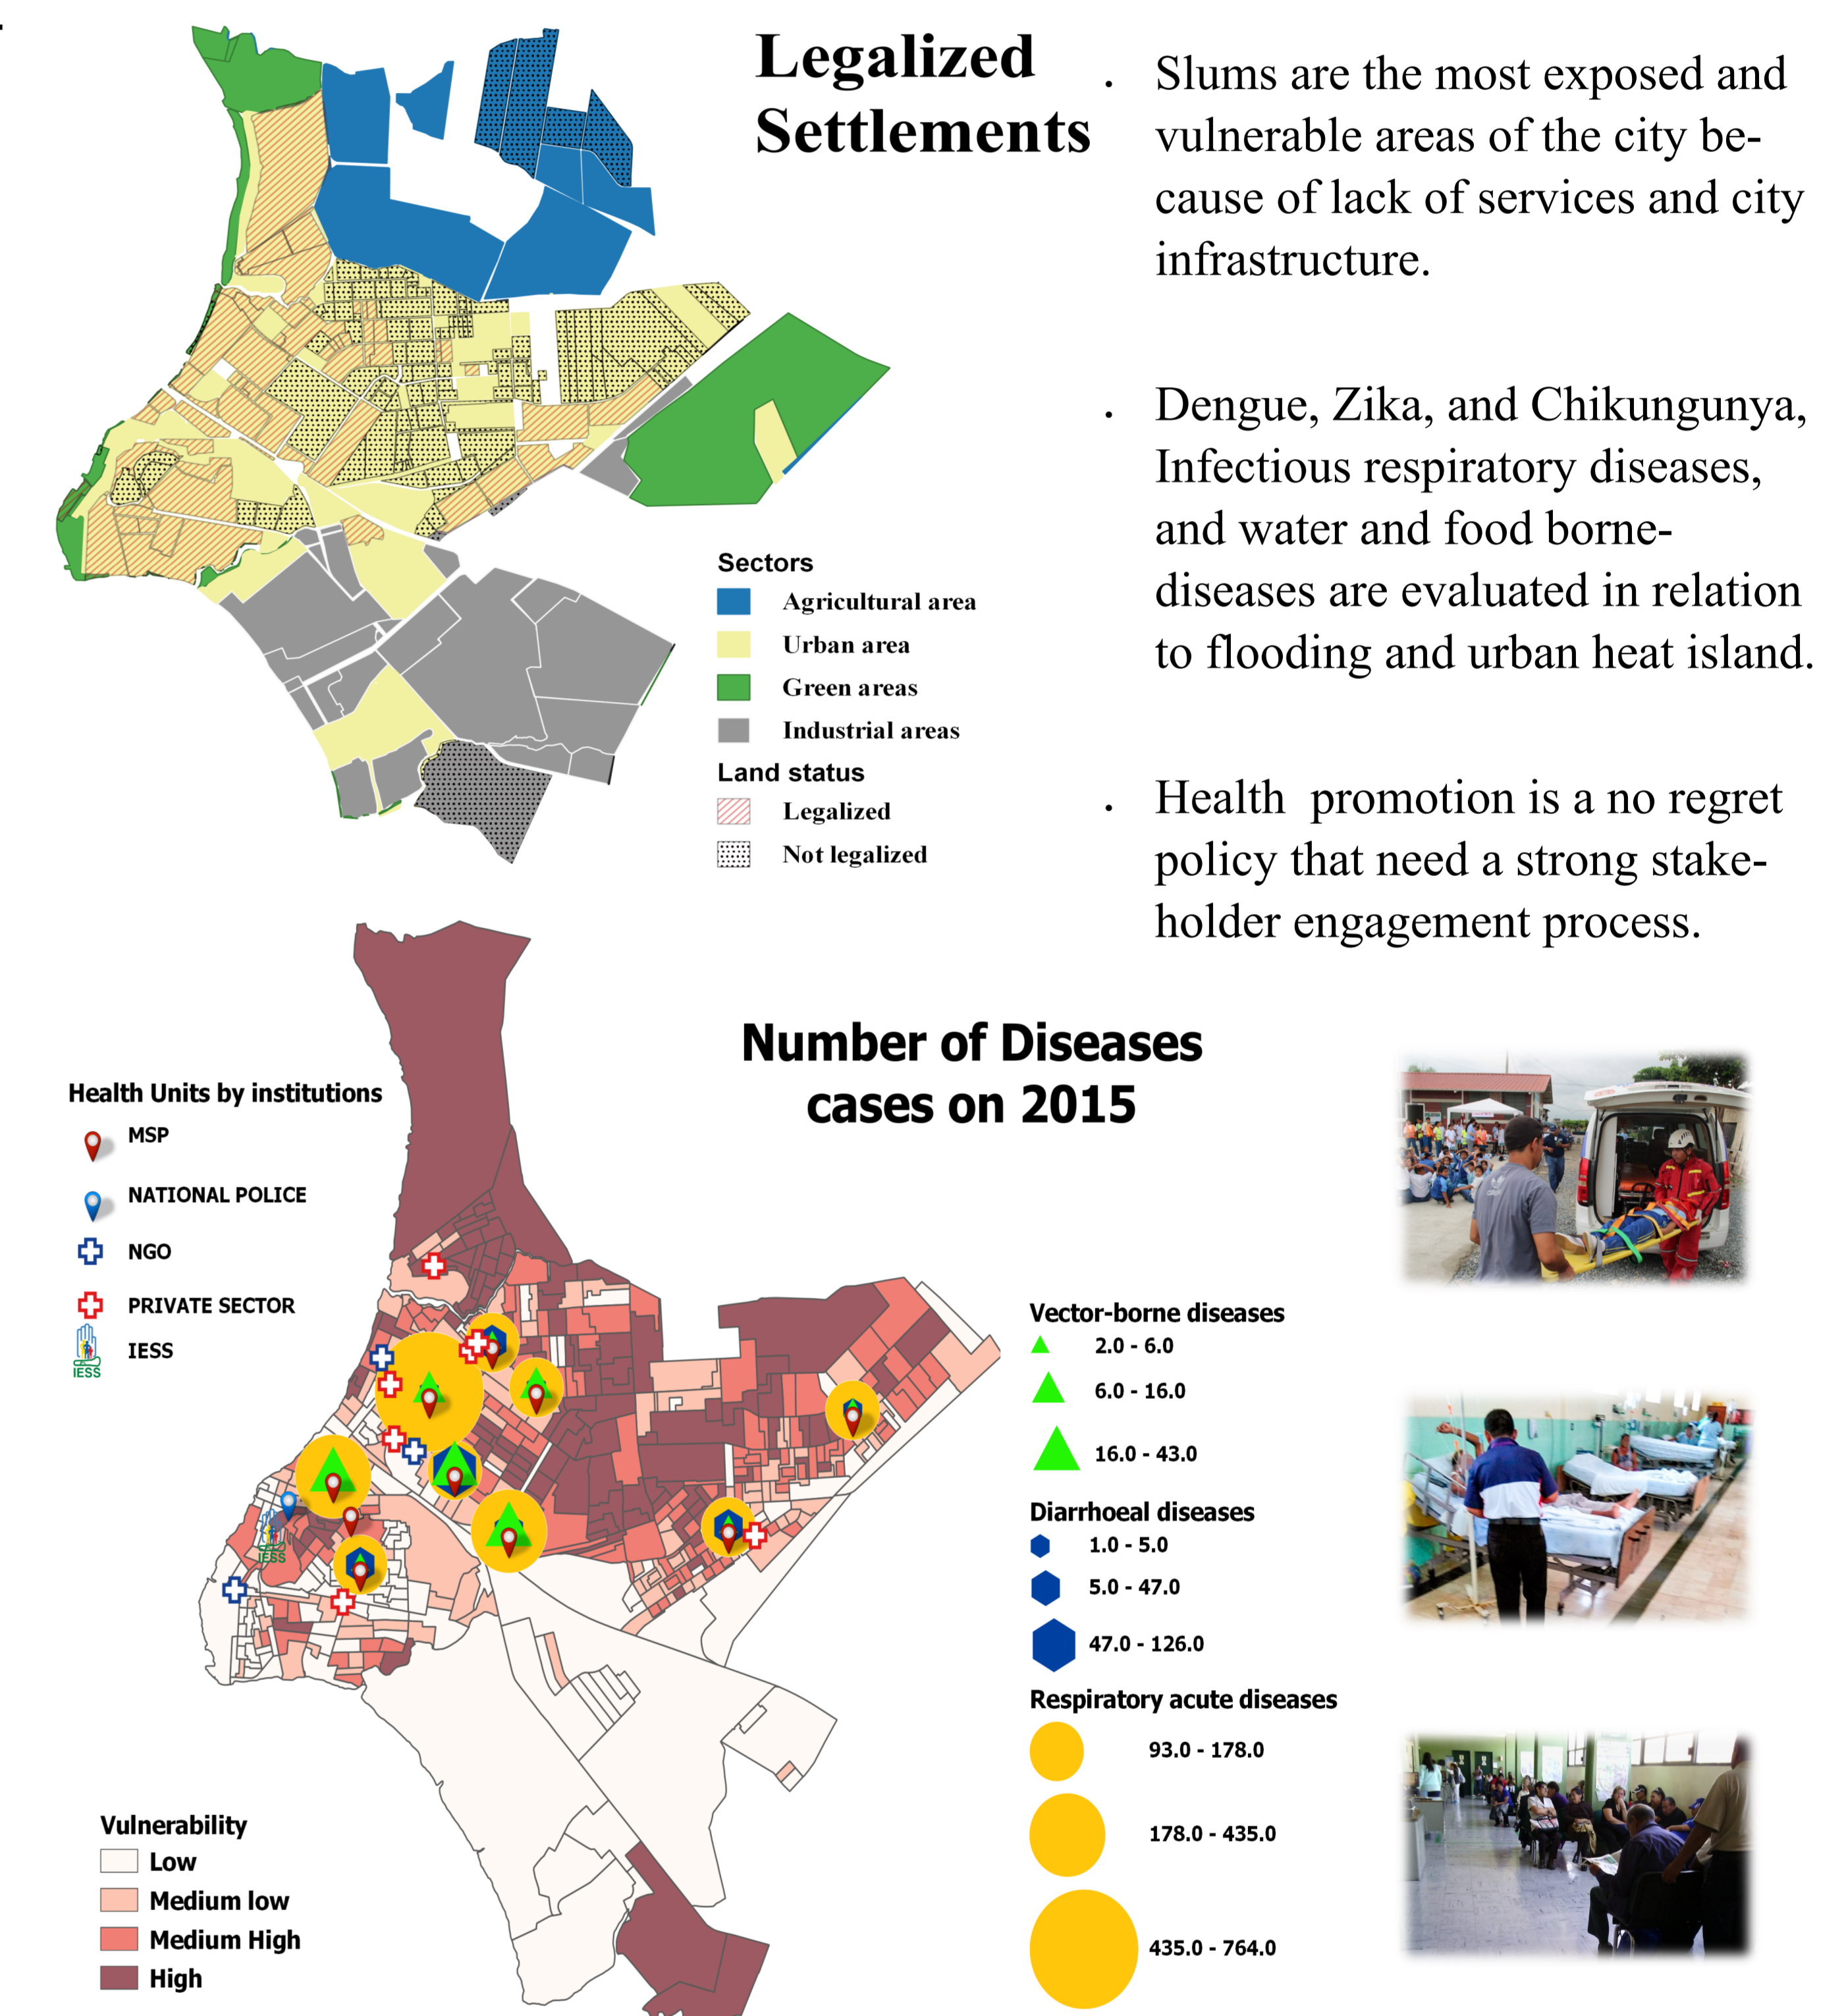 Legalized
Settlements
. Slums are the most exposed and
vulnerable areas of the city be-
cause of lack of services and city
infrastructure.
. Dengue, Zika, and Chikungunya,
Infectious respiratory diseases,
and water and food borne-
diseases are evaluated in relation
to flooding and urban heat island.
. Health promotion is a no regret
policy that need a strong stake-
holder engagement process.
Sectors
Agricultural area
Urban area
Green areas
Industrial areas
Land status
Legalized
Not legalized
Number of Diseases
cases on 2015
Health Units by institutions
MSP
NATIONAL POLICE
NGO
PRIVATE SECTOR
IESS
IESS
IESS
Vector-borne diseases
2.0 - 6.0
6.0 - 16.0
16.0 - 43.0
Diarrhoeal diseases
1.0 - 5.0
5.0 - 47.0
47.0 - 126.0
Respiratory acute diseases
93.0 - 178.0
178.0 - 435.0
435.0 - 764.0
Vulnerability
Low
Medium low
Medium High
High